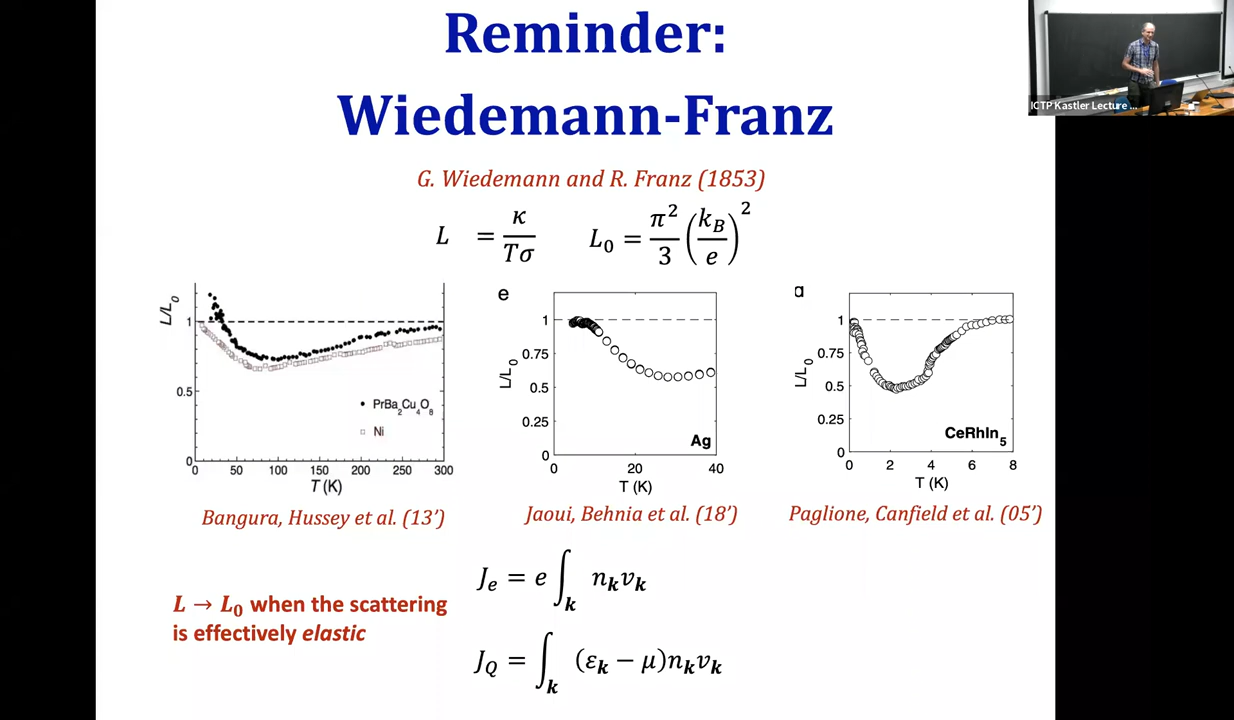 Reminder:
Wiedemann-Franz
ICTP Kastler Lecture ...
G. Wiedemann and R. Franz (1853)
L = κ/(Tσ)    L₀ = π²/3 (k_B/e)²
L/L₀
1
0.5
0
0 50 100 150 200 250 300
T (K)
PrBa₂Cu₄O₈
Ni
e
L/L₀
1
0.75
0.5
0.25
0
0 20 40
T (K)
Ag
a
L/L₀
1
0.75
0.5
0.25
0
0 2 4 6 8
T (K)
CeRhIn₅
Bangura, Hussey et al. (13’)
Jaoui, Behnia et al. (18’)
Paglione, Canfield et al. (05’)
L → L₀ when the scattering
is effectively elastic
J_e = e ∫_k n_k v_k
J_Q = ∫_k (ε_k − μ) n_k v_k